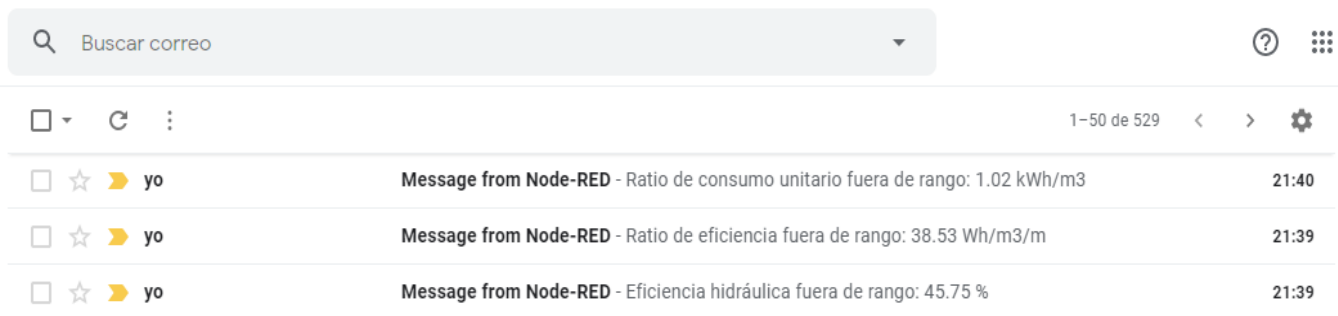 Buscar correo
1–50 de 529
yo Message from Node-RED - Ratio de consumo unitario fuera de rango: 1.02 kWh/m3 21:40
yo Message from Node-RED - Ratio de eficiencia fuera de rango: 38.53 Wh/m3/m 21:39
yo Message from Node-RED - Eficiencia hidráulica fuera de rango: 45.75 % 21:39